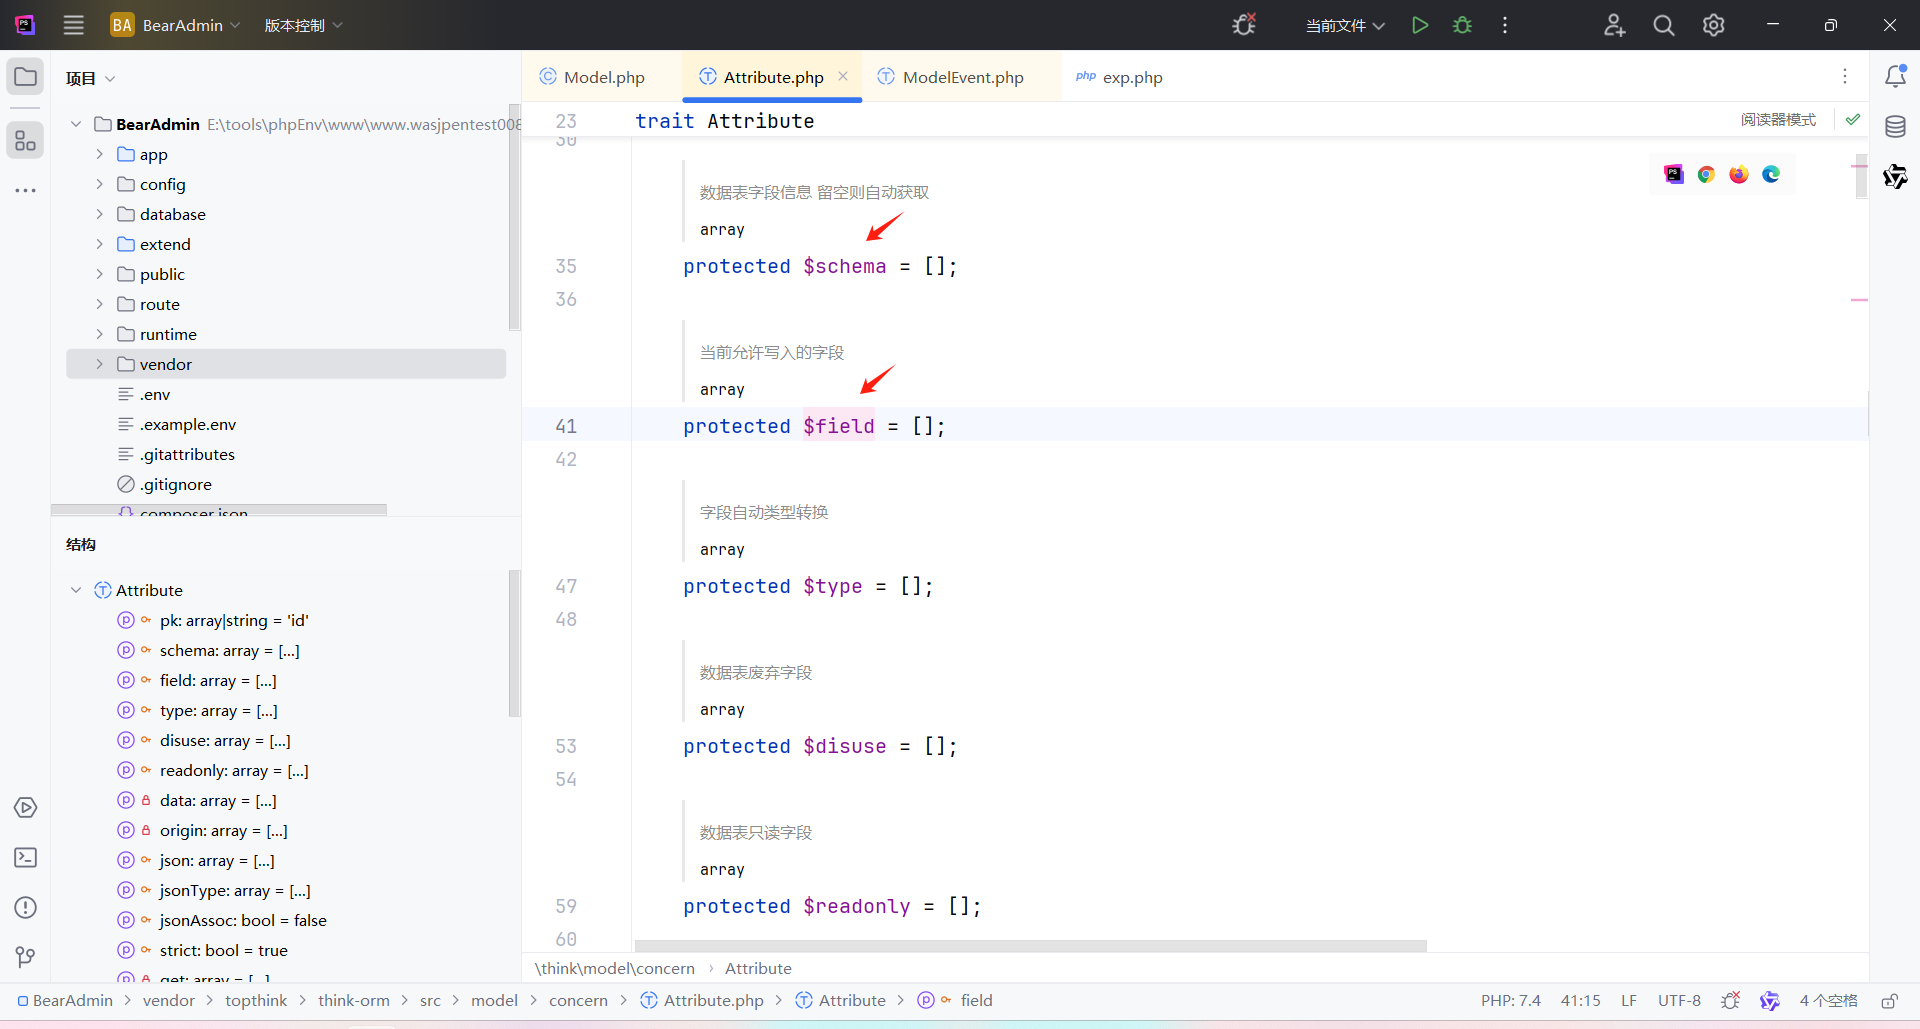 BA BearAdmin 版本控制 当前文件
项目
Model.php Attribute.php ModelEvent.php php exp.php
BearAdmin E:\tools\phpEnv\www\www.wasjpentest008
app
config
database
extend
public
route
runtime
vendor
.env
.example.env
.gitattributes
.gitignore
composer.json
结构
Attribute
pk: array|string = 'id'
schema: array = [...]
field: array = [...]
type: array = [...]
disuse: array = [...]
readonly: array = [...]
data: array = [...]
origin: array = [...]
json: array = [...]
jsonType: array = [...]
jsonAssoc: bool = false
strict: bool = true
get: array = [...]
23 trait Attribute 阅读器模式
30
数据表字段信息 留空则自动获取
array
35 protected $schema = [];
36
当前允许写入的字段
array
41 protected $field = [];
42
字段自动类型转换
array
47 protected $type = [];
48
数据表废弃字段
array
53 protected $disuse = [];
54
数据表只读字段
array
59 protected $readonly = [];
60
\think\model\concern › Attribute
BearAdmin > vendor > topthink > think-orm > src > model > concern > Attribute.php > Attribute > field PHP: 7.4 41:15 LF UTF-8 4 个空格